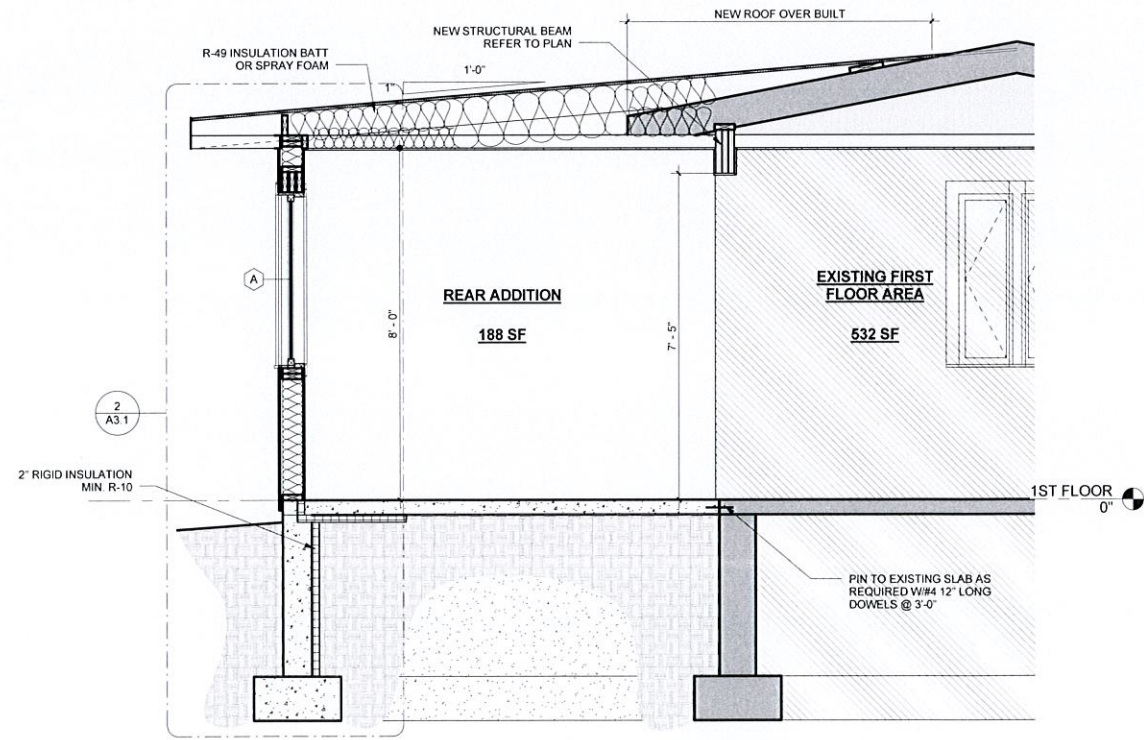 NEW ROOF OVER BUILT
NEW STRUCTURAL BEAM
REFER TO PLAN
R-49 INSULATION BATT
OR SPRAY FOAM
1'-0"
1"
A
REAR ADDITION
188 SF
8' - 0"
7' - 5"
EXISTING FIRST
FLOOR AREA
532 SF
2
A3.1
2" RIGID INSULATION
MIN. R-10
1ST FLOOR
0"
PIN TO EXISTING SLAB AS
REQUIRED W/#4 12" LONG
DOWELS @ 3'-0"